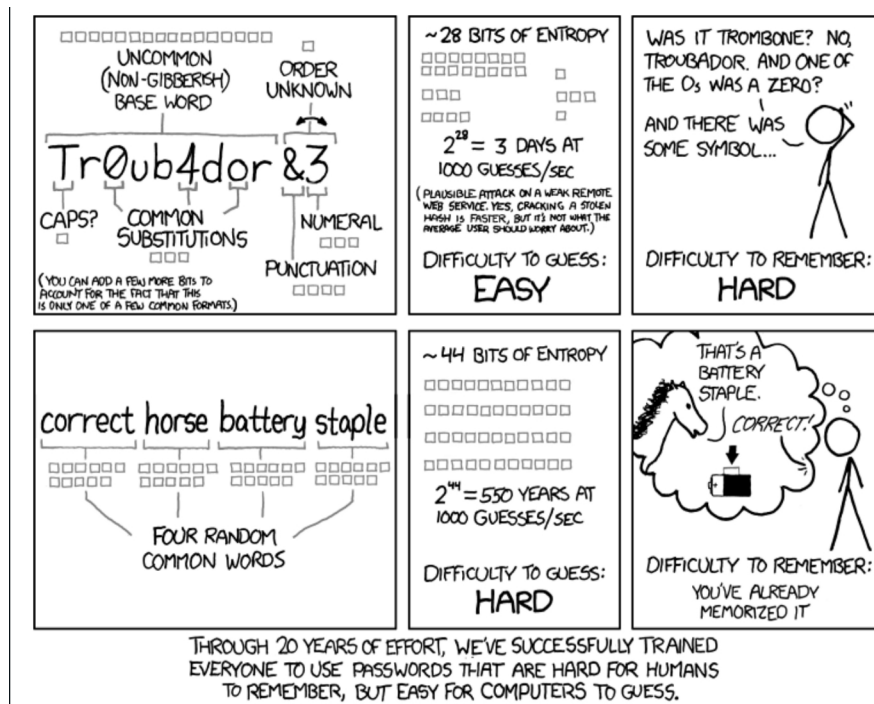 UNCOMMON
(NON-GIBBERISH)
BASE WORD
ORDER
UNKNOWN
Tr0ub4dor &3
CAPS?
COMMON
SUBSTITUTIONS
NUMERAL
PUNCTUATION
(YOU CAN ADD A FEW MORE BITS TO
ACCOUNT FOR THE FACT THAT THIS
IS ONLY ONE OF A FEW COMMON FORMATS.)
~28 BITS OF ENTROPY
2²⁸ = 3 DAYS AT
1000 GUESSES/SEC
(PLAUSIBLE ATTACK ON A WEAK REMOTE
WEB SERVICE. YES, CRACKING A STOLEN
HASH IS FASTER, BUT IT'S NOT WHAT THE
AVERAGE USER SHOULD WORRY ABOUT.)
DIFFICULTY TO GUESS:
EASY
WAS IT TROMBONE? NO,
TROUBADOR. AND ONE OF
THE Os WAS A ZERO?
AND THERE WAS
SOME SYMBOL...
DIFFICULTY TO REMEMBER:
HARD
correct horse battery staple
FOUR RANDOM
COMMON WORDS
~44 BITS OF ENTROPY
2⁴⁴ = 550 YEARS AT
1000 GUESSES/SEC
DIFFICULTY TO GUESS:
HARD
THAT'S A
BATTERY
STAPLE.
CORRECT!
DIFFICULTY TO REMEMBER:
YOU'VE ALREADY
MEMORIZED IT
THROUGH 20 YEARS OF EFFORT, WE'VE SUCCESSFULLY TRAINED
EVERYONE TO USE PASSWORDS THAT ARE HARD FOR HUMANS
TO REMEMBER, BUT EASY FOR COMPUTERS TO GUESS.